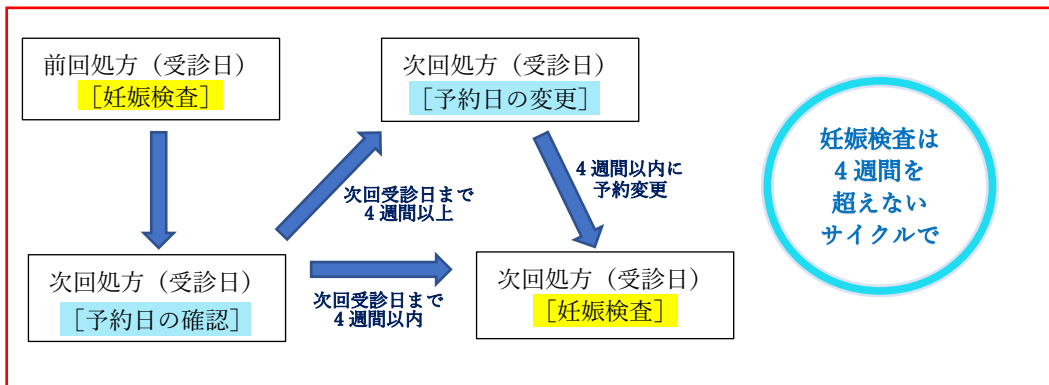 前回処方（受診日）
［妊娠検査］
次回処方（受診日）
［予約日の変更］
妊娠検査は
４週間を
超えない
サイクルで
４週間以内に
予約変更
次回受診日まで
４週間以上
次回処方（受診日）
［予約日の確認］
次回受診日まで
４週間以内
次回処方（受診日）
［妊娠検査］